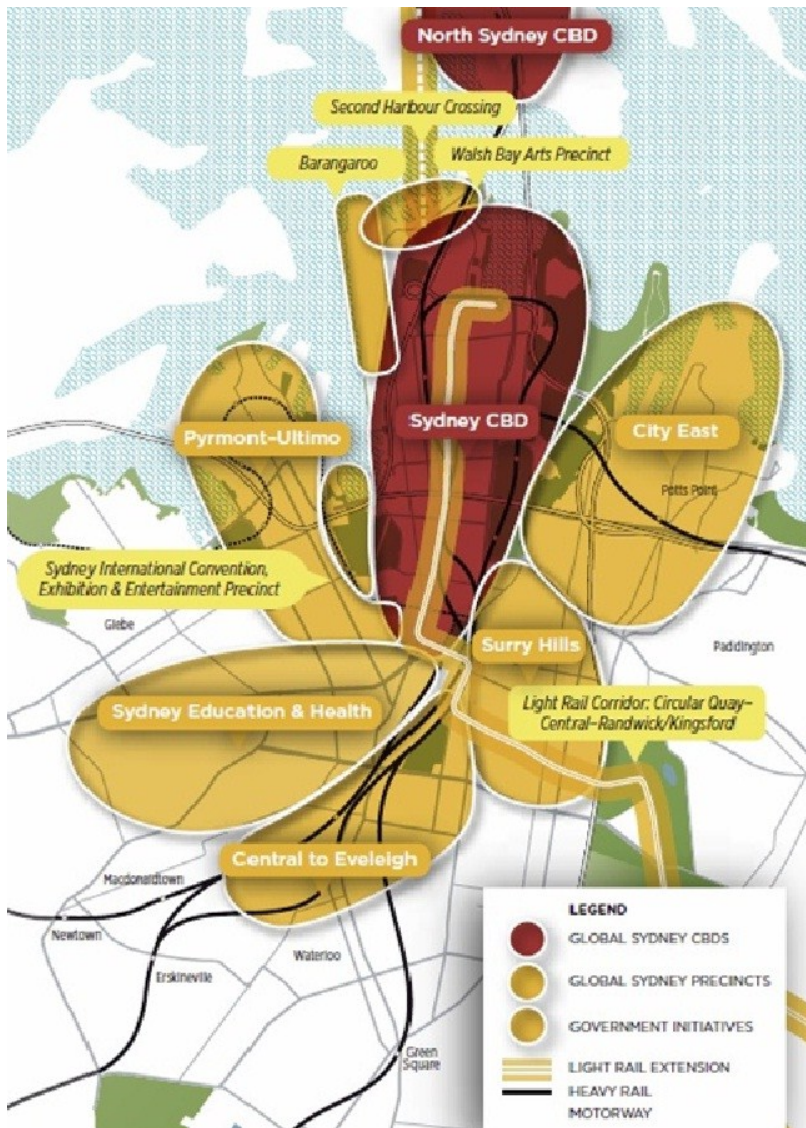 North Sydney CBD
Second Harbour Crossing
Barangaroo
Walsh Bay Arts Precinct
Sydney CBD
Pyrmont–Ultimo
City East
Potts Point
Sydney International Convention,
Exhibition & Entertainment Precinct
Glebe
Surry Hills
Paddington
Sydney Education & Health
Light Rail Corridor: Circular Quay–
Central–Randwick/Kingsford
Central to Eveleigh
Macdonaldtown
Newtown
Erskineville
Waterloo
Green
Square
LEGEND
GLOBAL SYDNEY CBDS
GLOBAL SYDNEY PRECINCTS
GOVERNMENT INITIATIVES
LIGHT RAIL EXTENSION
HEAVY RAIL
MOTORWAY